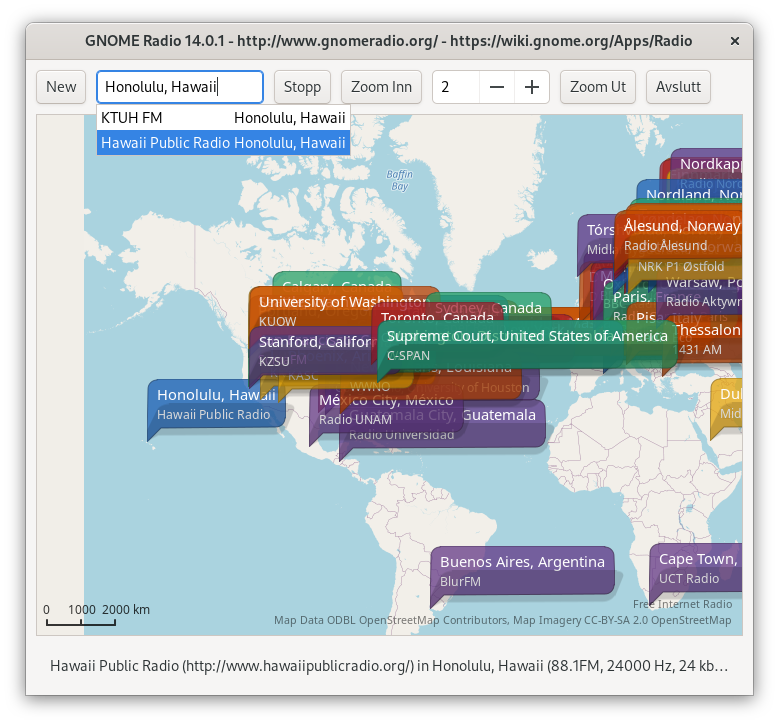 GNOME Radio 14.0.1 - http://www.gnomeradio.org/ - https://wiki.gnome.org/Apps/Radio
New Honolulu, Hawaii Stopp Zoom Inn 2 Zoom Ut Avslutt
KTUH FM Honolulu, Hawaii
Hawaii Public Radio Honolulu, Hawaii
Baffin
Bay
Nordkapp
Radio Nord
Nordland, Nor
Tórs
Midla
Ålesund, Norway
Radio Ålesund
NRK P1 Østfold
Calgary, Canada
University of Washington
KUOW
Sydney, Canada
Toronto, Canada
Paris.
Warsaw, Po
Radio Aktywn
Pisa, Italy
Stanford, Californ
KZSU
KASC
Supreme Court, United States of America
C-SPAN
Thessalon
1431 AM
Louisiana
WWNO
of Houston
Honolulu, Hawaii
Hawaii Public Radio
México City, México
Radio UNAM
Guatemala City, Guatemala
Radio Universidad
Dub
Mid
Buenos Aires, Argentina
BlurFM
Cape Town,
UCT Radio
0 1000 2000 km
Free Internet Radio
Map Data ODBL OpenStreetMap Contributors, Map Imagery CC-BY-SA 2.0 OpenStreetMap
Hawaii Public Radio (http://www.hawaiipublicradio.org/) in Honolulu, Hawaii (88.1FM, 24000 Hz, 24 kb…